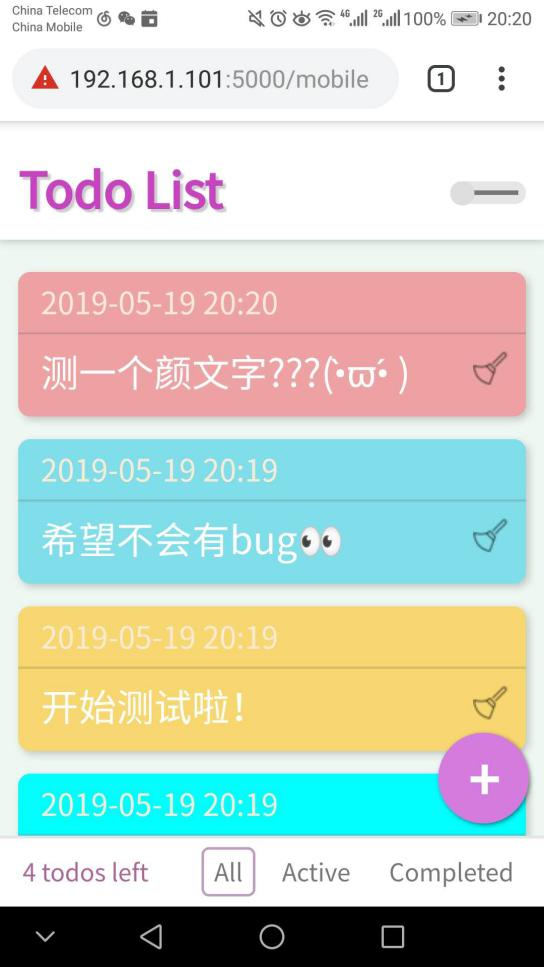 China Telecom
China Mobile
4G 2G 100% 20:20
192.168.1.101:5000/mobile
1
Todo List
2019-05-19 20:20
测一个颜文字???(•̀ϖ•́ )
2019-05-19 20:19
希望不会有bug👀
2019-05-19 20:19
开始测试啦!
2019-05-19 20:19
+
4 todos left All Active Completed